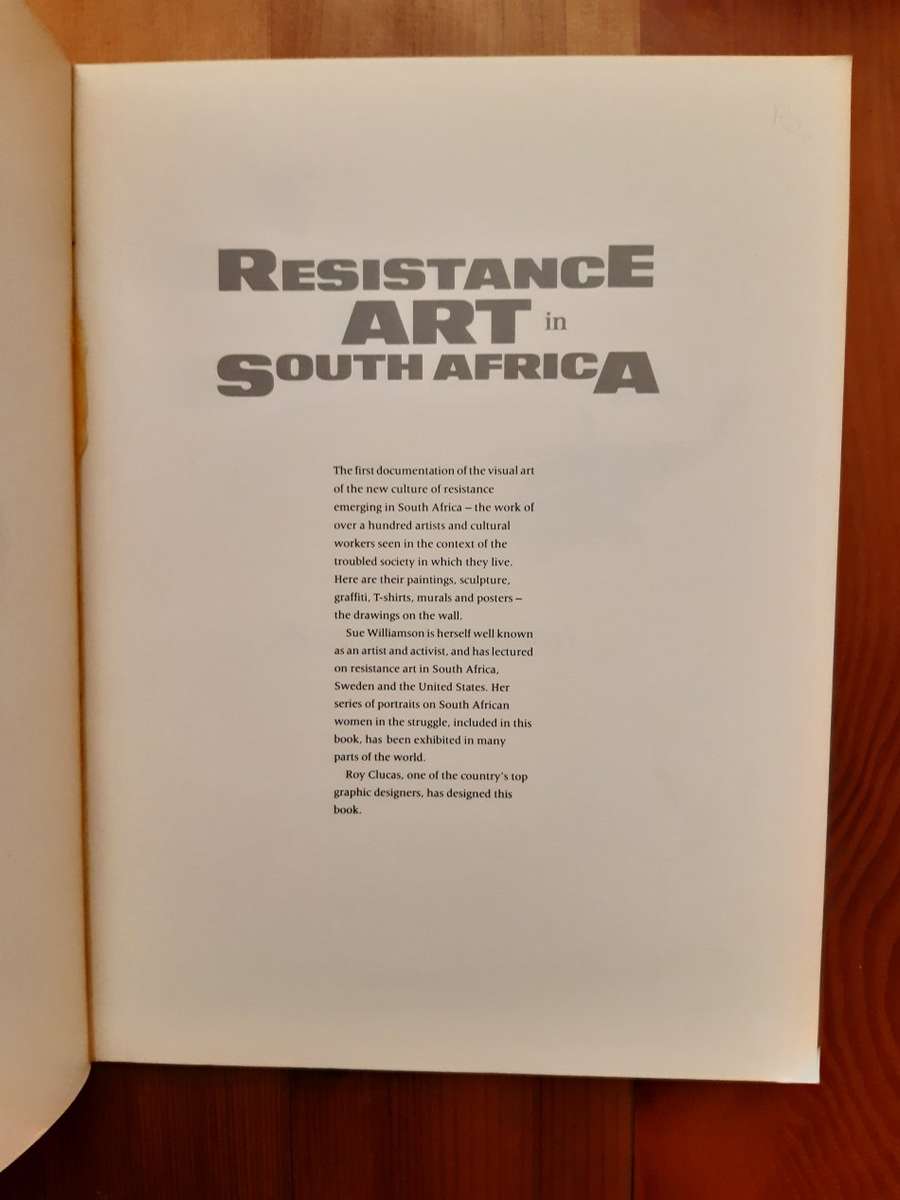 RESISTANCE
ART in
SOUTH AFRICA
The first documentation of the visual art
of the new culture of resistance
emerging in South Africa – the work of
over a hundred artists and cultural
workers seen in the context of the
troubled society in which they live.
Here are their paintings, sculpture,
graffiti, T-shirts, murals and posters –
the drawings on the wall.
Sue Williamson is herself well known
as an artist and activist, and has lectured
on resistance art in South Africa,
Sweden and the United States. Her
series of portraits on South African
women in the struggle, included in this
book, has been exhibited in many
parts of the world.
Roy Clucas, one of the country's top
graphic designers, has designed this
book.